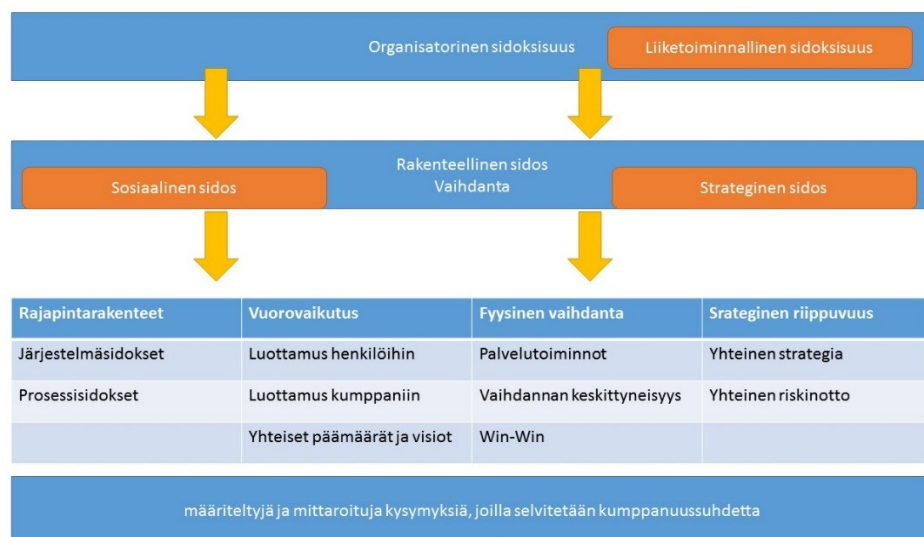 Organisatorinen sidoksisuus
Liiketoiminnallinen sidoksisuus
Rakenteellinen sidos
Vaihdanta
Sosiaalinen sidos
Strateginen sidos
Rajapintarakenteet Vuorovaikutus Fyysinen vaihdanta Srateginen riippuvuus
Järjestelmäsidokset Luottamus henkilöihin Palvelutoiminnot Yhteinen strategia
Prosessisidokset Luottamus kumppaniin Vaihdannan keskittyneisyys Yhteinen riskinotto
Yhteiset päämäärät ja visiot Win-Win
määriteltyjä ja mittaroituja kysymyksiä, joilla selvitetään kumppanuussuhdetta